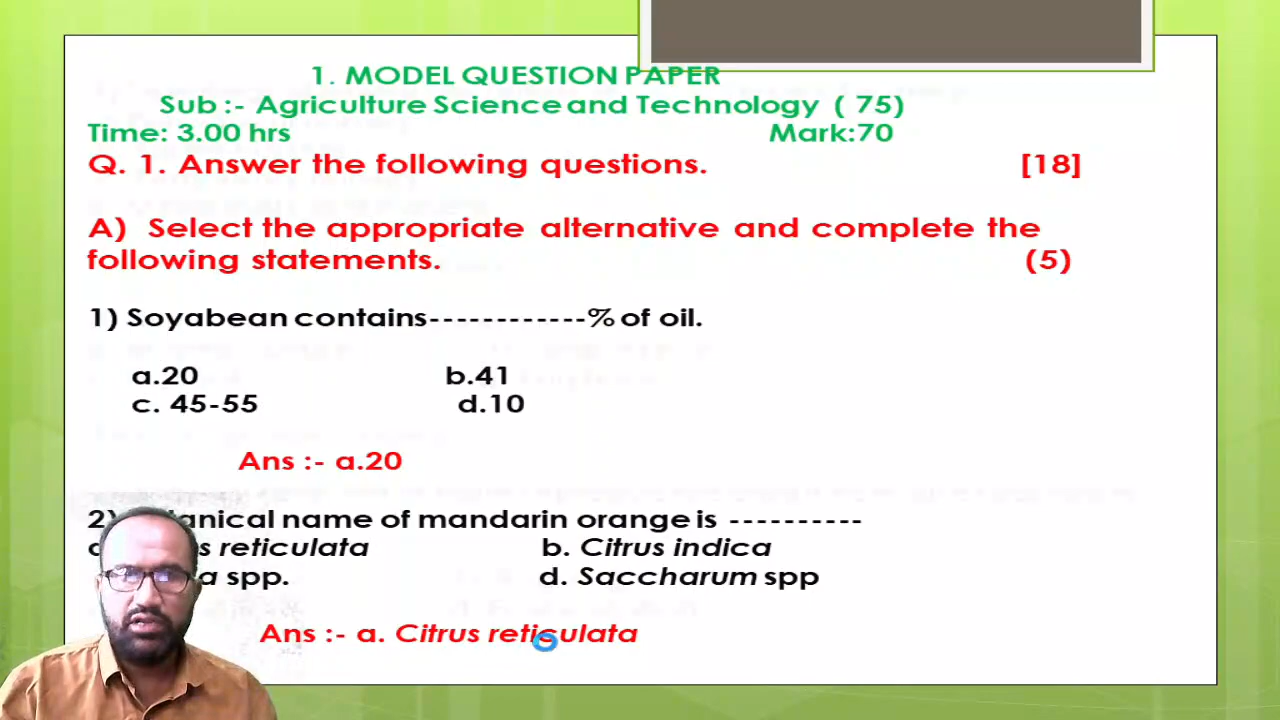 1. MODEL QUESTION PAPER
Sub :- Agriculture Science and Technology ( 75)
Time: 3.00 hrs Mark:70
Q. 1. Answer the following questions. [18]
A) Select the appropriate alternative and complete the
following statements. (5)
1) Soyabean contains------------% of oil.
a.20 b.41
c. 45-55 d.10
Ans :- a.20
2) name of mandarin orange is ----------
reticulata b. Citrus indica
spp. d. Saccharum spp
Ans :- a. Citrus reticulata